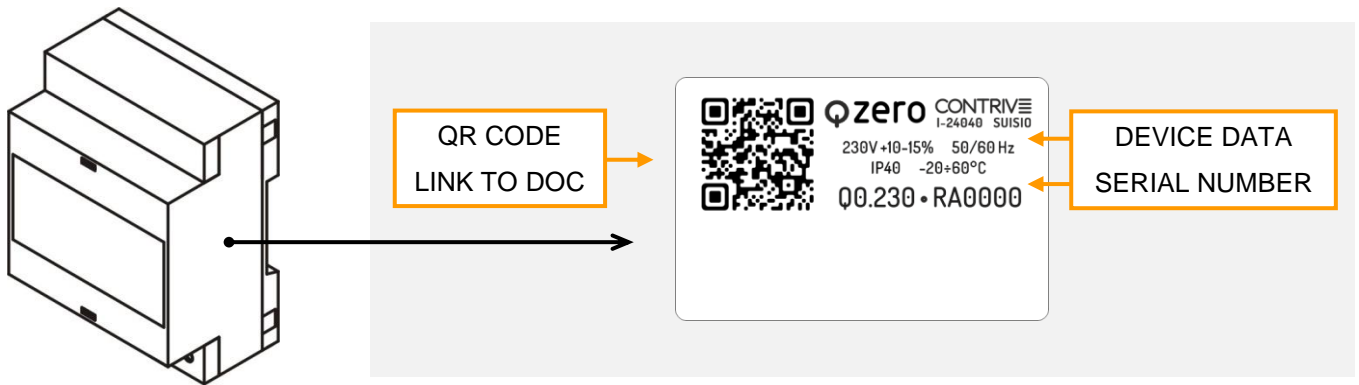 QR CODE
LINK TO DOC
Qzero CONTRIVE
I-24040 SUISIO
230V +10-15% 50/60 Hz
IP40 -20÷60°C
Q0.230 • RA0000
DEVICE DATA
SERIAL NUMBER